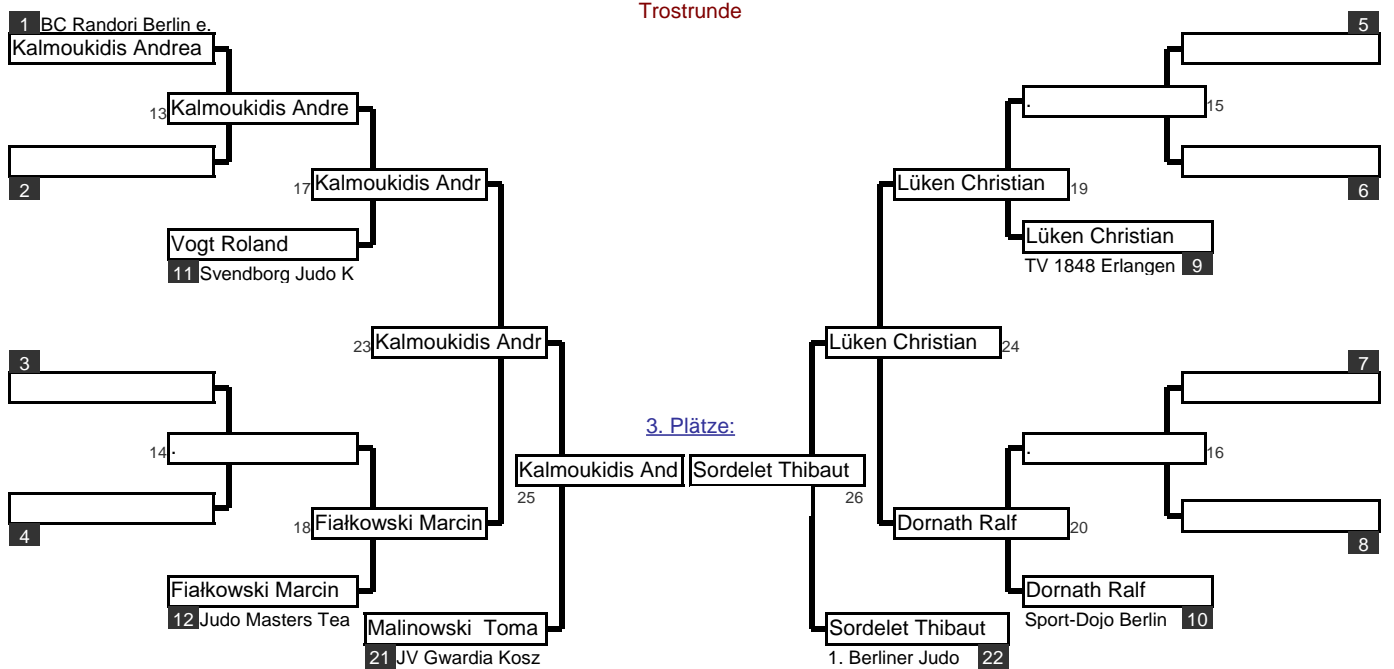 Trostrunde
1 BC Randori Berlin e.
Kalmoukidis Andrea
13 Kalmoukidis Andre
2
17 Kalmoukidis Andr
Vogt Roland
11 Svendborg Judo K
23 Kalmoukidis Andr
3
14 .
4
18 Fiałkowski Marcin
Fiałkowski Marcin
12 Judo Masters Tea
Malinowski Toma
21 JV Gwardia Kosz
3. Plätze:
Kalmoukidis And
25
Sordelet Thibaut
26
5
. 15
6
Lüken Christian 19
Lüken Christian
TV 1848 Erlangen 9
Lüken Christian 24
7
. 16
8
Dornath Ralf 20
Dornath Ralf
Sport-Dojo Berlin 10
Sordelet Thibaut
1. Berliner Judo 22